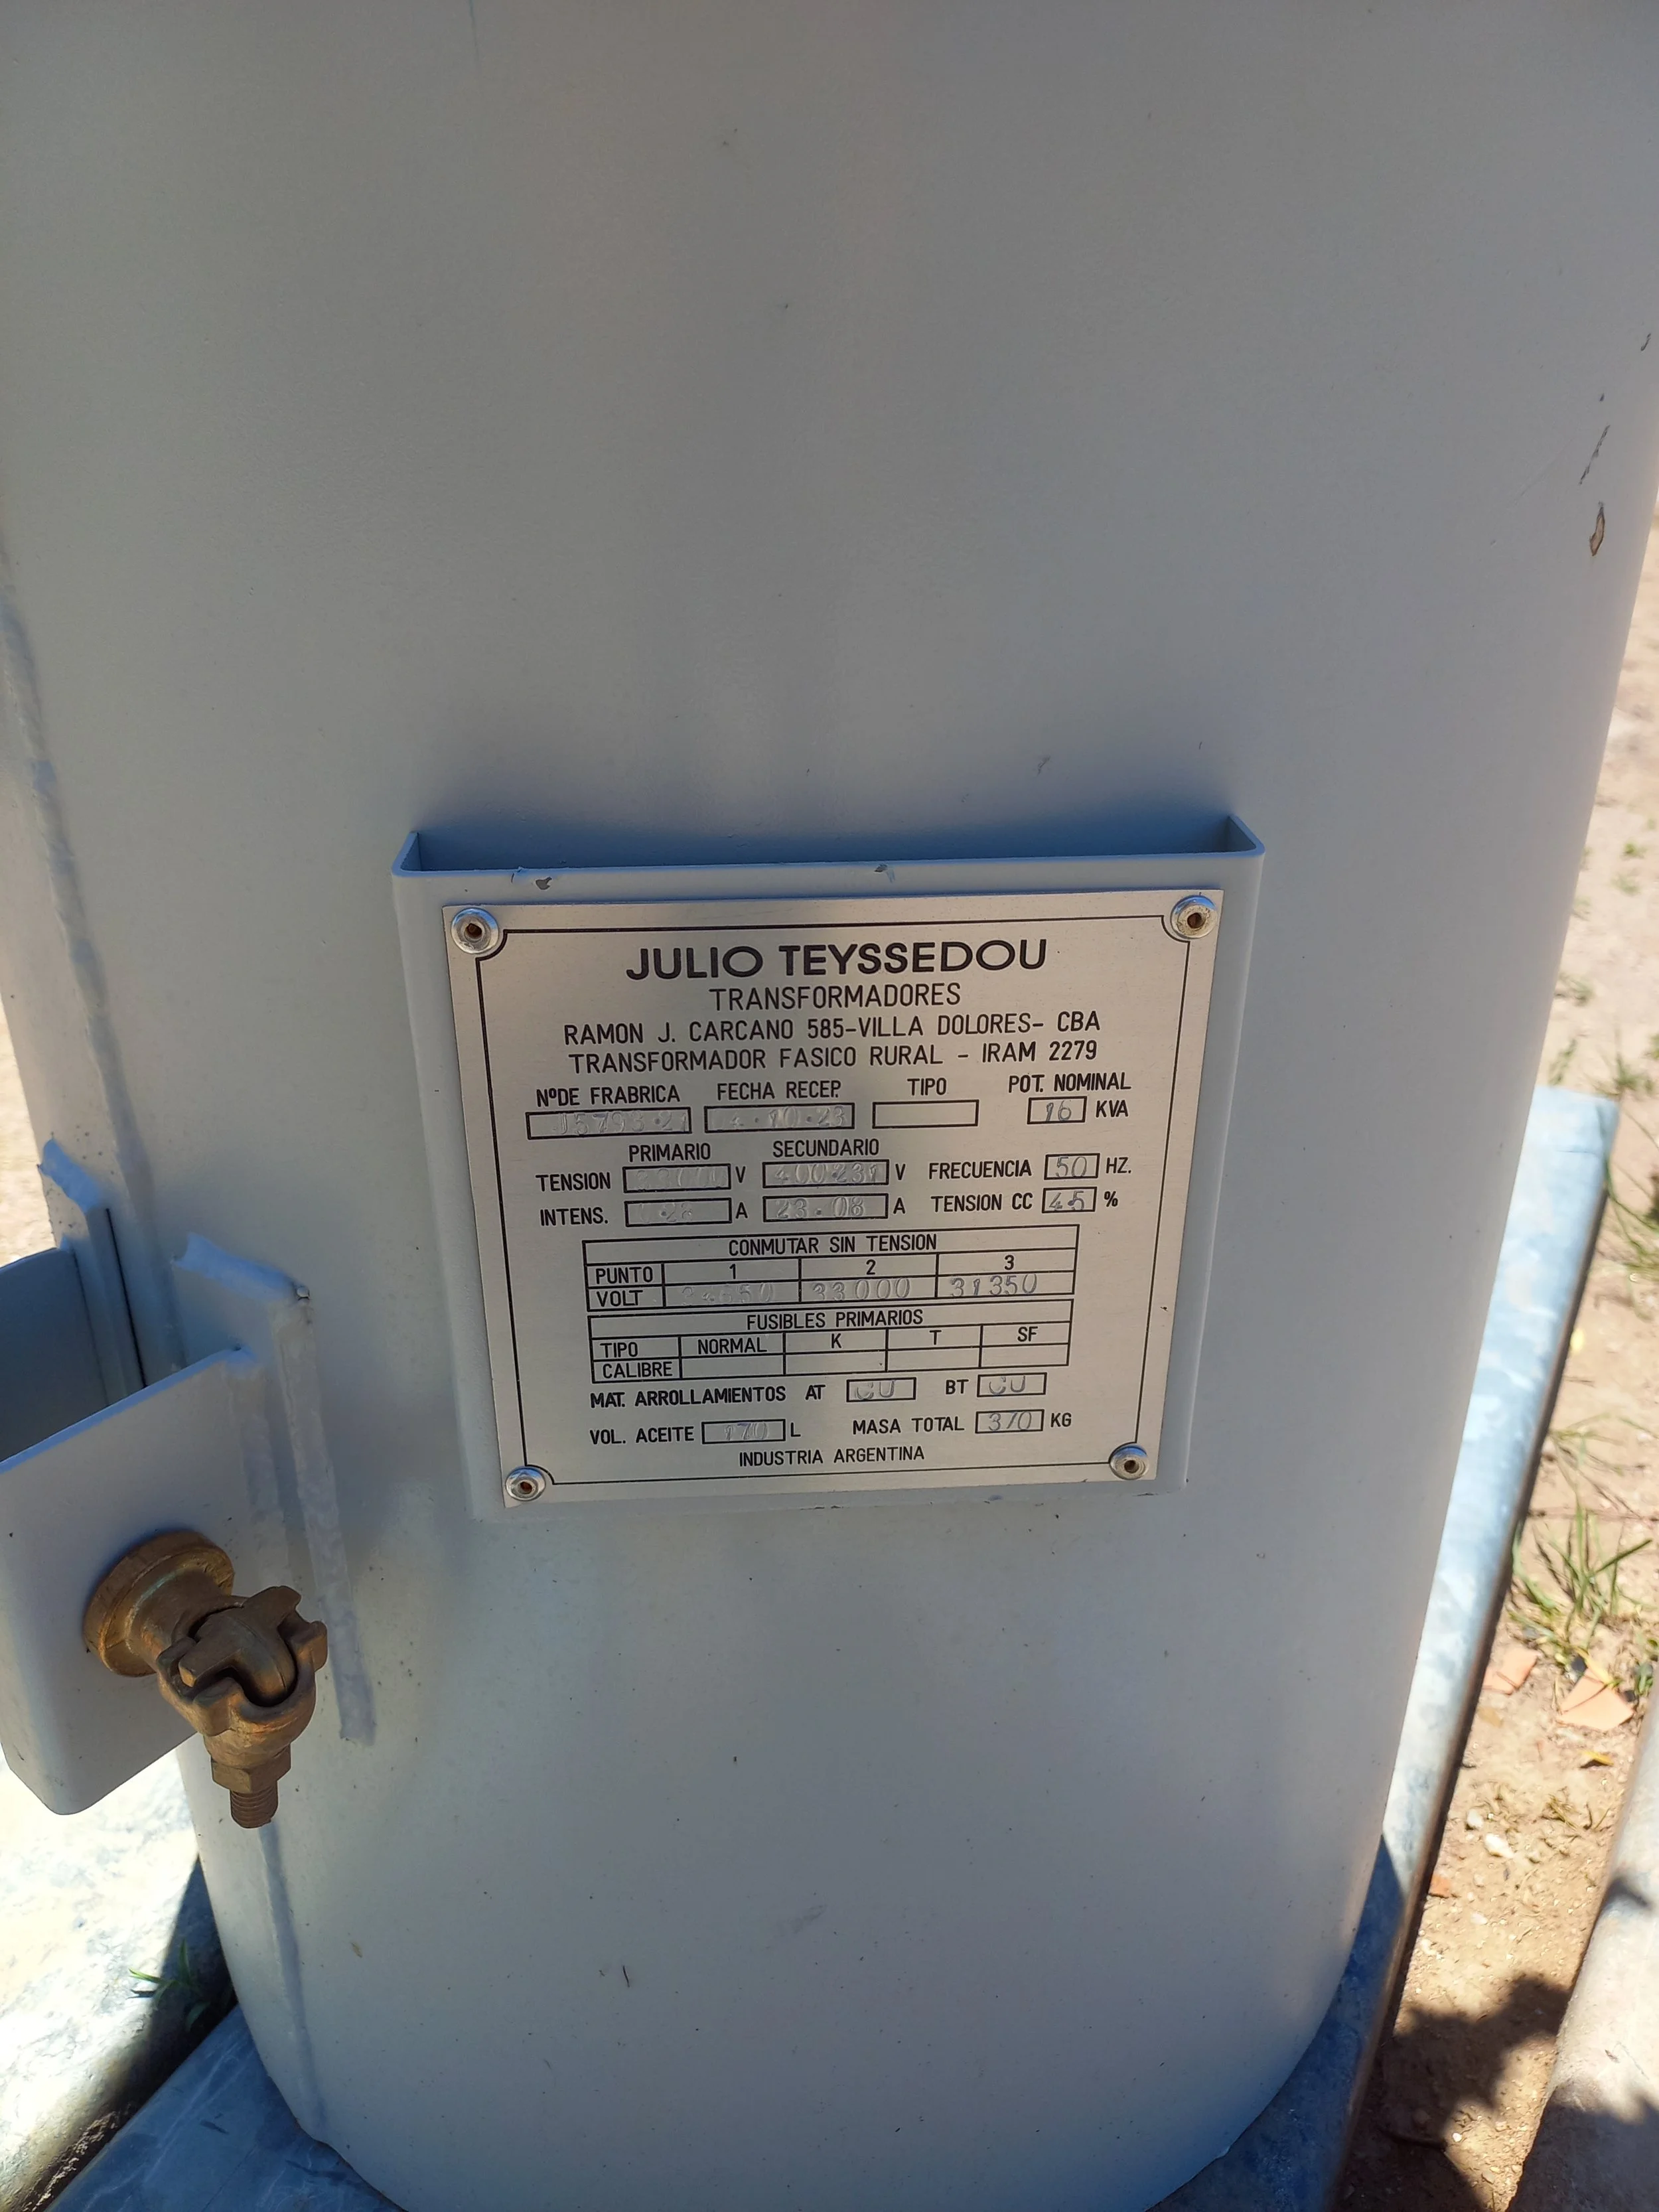 JULIO TEYSSEDOU
TRANSFORMADORES
RAMON J. CARCANO 585-VILLA DOLORES- CBA
TRANSFORMADOR FASICO RURAL - IRAM 2279
NºDE FRABRICA FECHA RECEP. TIPO POT. NOMINAL
16 KVA
PRIMARIO SECUNDARIO
TENSION V 400231 V FRECUENCIA 50 HZ.
INTENS. A 23.08 A TENSION CC 4.5 %
CONMUTAR SIN TENSION
PUNTO 1 2 3
VOLT 34650 33000 31350
FUSIBLES PRIMARIOS
TIPO NORMAL K T SF
CALIBRE
MAT. ARROLLAMIENTOS AT CU BT CU
VOL. ACEITE 170 L MASA TOTAL 370 KG
INDUSTRIA ARGENTINA